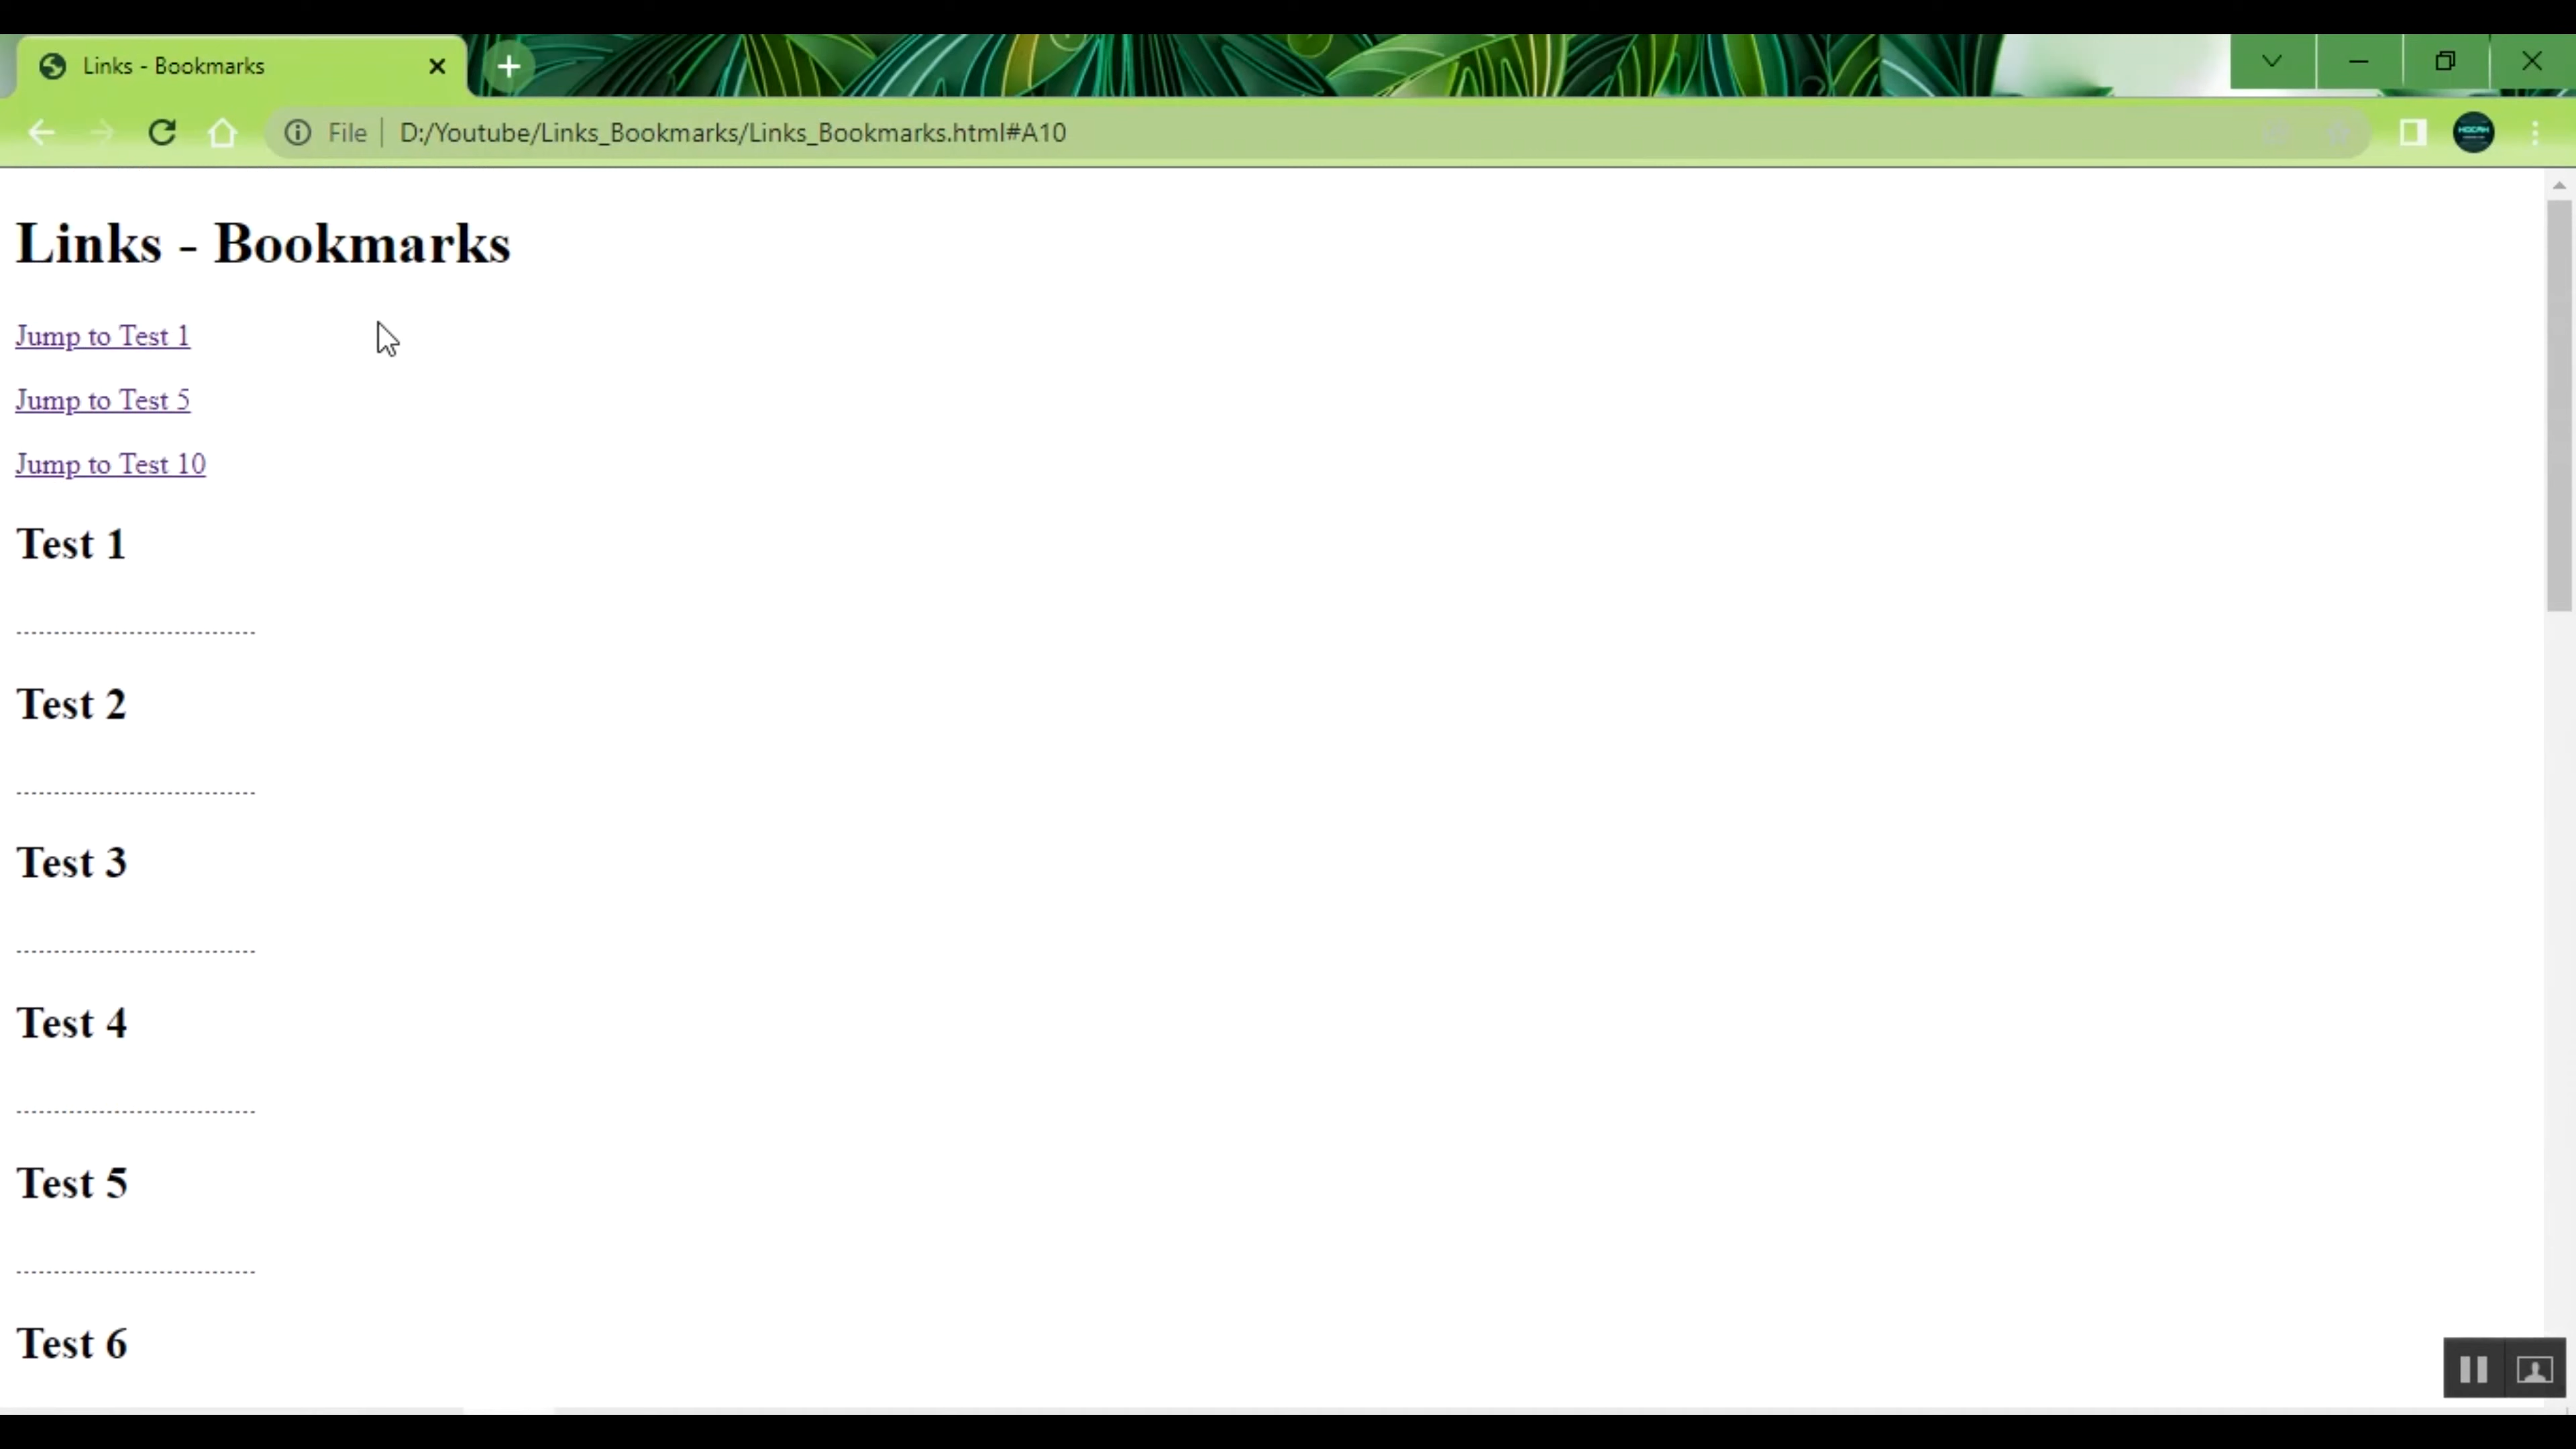 Links - Bookmarks
File | D:/Youtube/Links_Bookmarks/Links_Bookmarks.html#A10
Links - Bookmarks
Jump to Test 1
Jump to Test 5
Jump to Test 10
Test 1
--------------------------------
Test 2
--------------------------------
Test 3
--------------------------------
Test 4
--------------------------------
Test 5
--------------------------------
Test 6